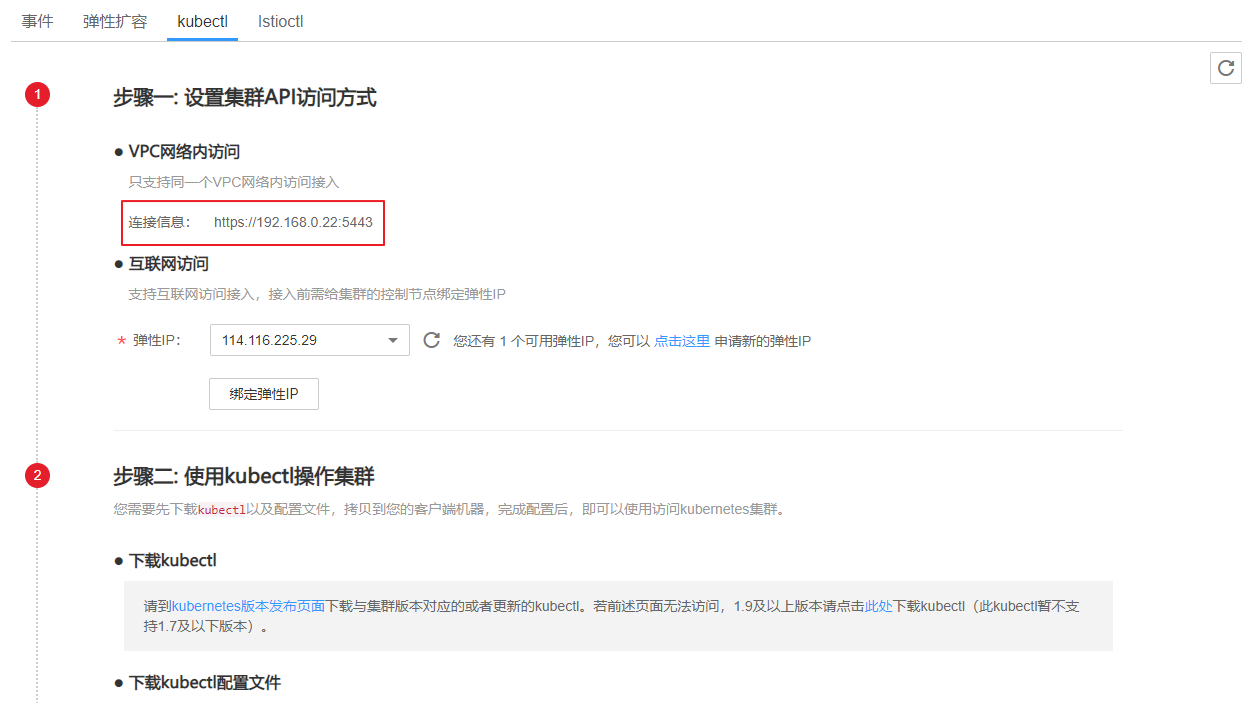 事件 弹性扩容 kubectl Istioctl
1 步骤一: 设置集群API访问方式
● VPC网络内访问
只支持同一个VPC网络内访问接入
连接信息： https://192.168.0.22:5443
● 互联网访问
支持互联网访问接入，接入前需给集群的控制节点绑定弹性IP
* 弹性IP： 114.116.225.29 您还有 1 个可用弹性IP，您可以 点击这里 申请新的弹性IP
绑定弹性IP
2 步骤二: 使用kubectl操作集群
您需要先下载kubectl以及配置文件，拷贝到您的客户端机器，完成配置后，即可以使用访问kubernetes集群。
● 下载kubectl
请到kubernetes版本发布页面下载与集群版本对应的或者更新的kubectl。若前述页面无法访问，1.9及以上版本请点击此处下载kubectl（此kubectl暂不支
持1.7及以下版本）。
● 下载kubectl配置文件